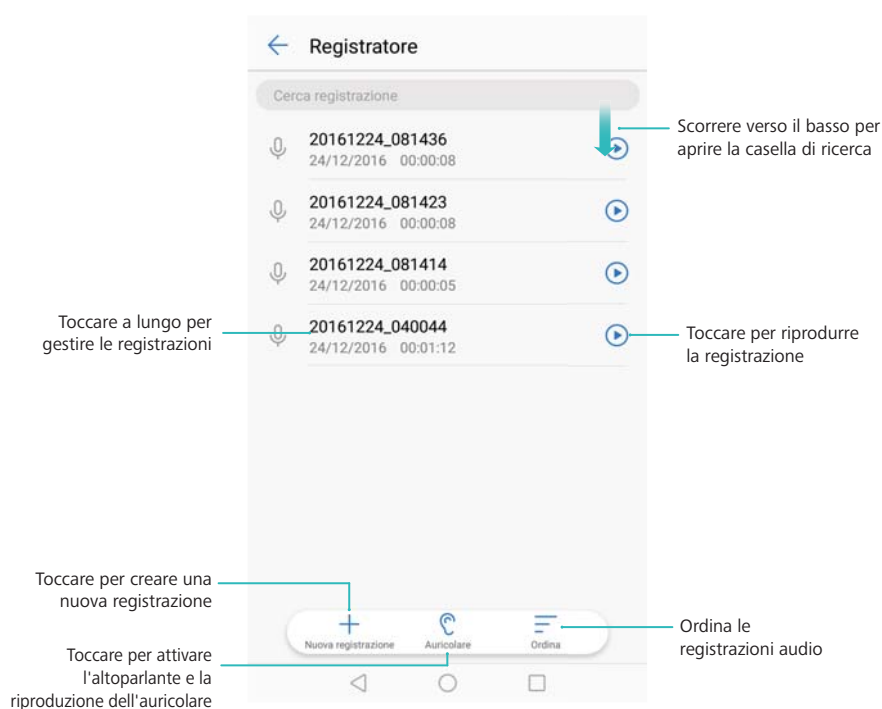 Registratore
Cerca registrazione
Scorrere verso il basso per
aprire la casella di ricerca
20161224_081436
24/12/2016 00:00:08
20161224_081423
24/12/2016 00:00:08
20161224_081414
24/12/2016 00:00:05
Toccare a lungo per
gestire le registrazioni
20161224_040044
24/12/2016 00:01:12
Toccare per riprodurre
la registrazione
Toccare per creare una
nuova registrazione
Nuova registrazione
Auricolare
Ordina
Ordina le
registrazioni audio
Toccare per attivare
l'altoparlante e la
riproduzione dell'auricolare